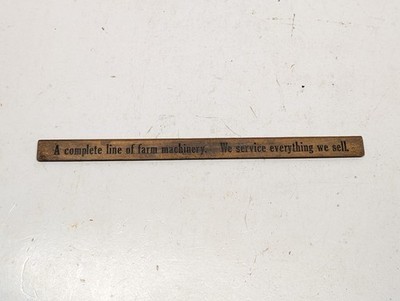 A complete line of farm machinery. We service everything we sell.